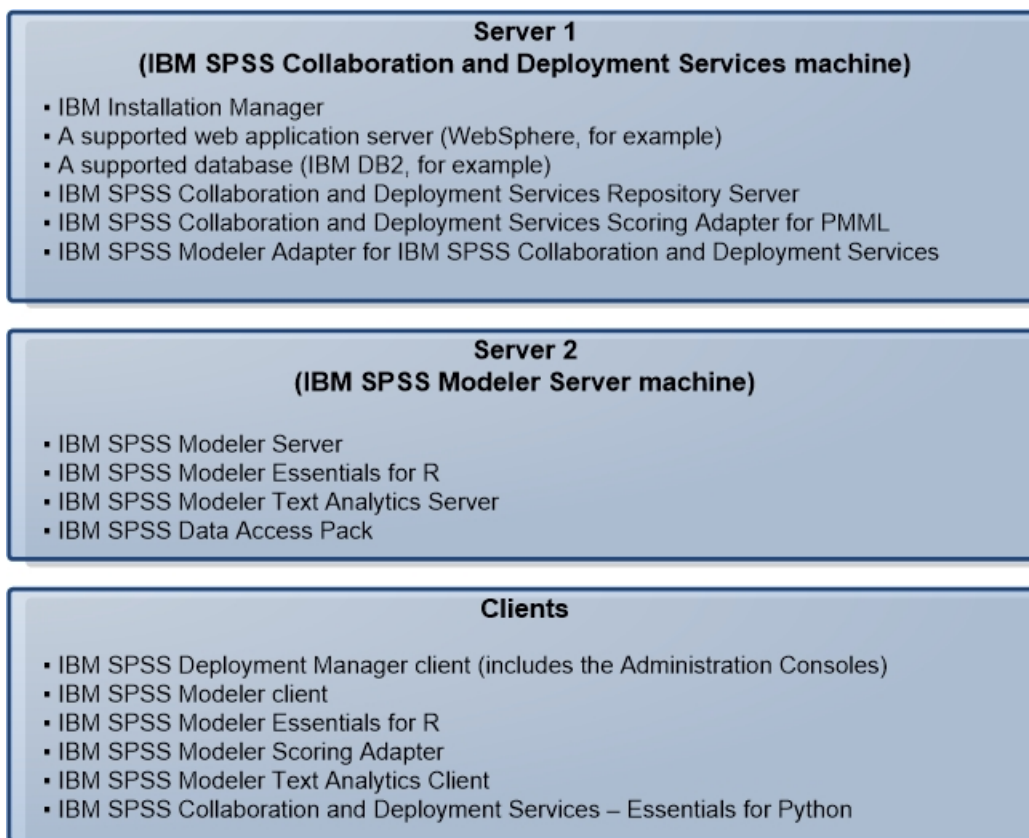 Server 1
(IBM SPSS Collaboration and Deployment Services machine)
▪ IBM Installation Manager
▪ A supported web application server (WebSphere, for example)
▪ A supported database (IBM DB2, for example)
▪ IBM SPSS Collaboration and Deployment Services Repository Server
▪ IBM SPSS Collaboration and Deployment Services Scoring Adapter for PMML
▪ IBM SPSS Modeler Adapter for IBM SPSS Collaboration and Deployment Services
Server 2
(IBM SPSS Modeler Server machine)
▪ IBM SPSS Modeler Server
▪ IBM SPSS Modeler Essentials for R
▪ IBM SPSS Modeler Text Analytics Server
▪ IBM SPSS Data Access Pack
Clients
▪ IBM SPSS Deployment Manager client (includes the Administration Consoles)
▪ IBM SPSS Modeler client
▪ IBM SPSS Modeler Essentials for R
▪ IBM SPSS Modeler Scoring Adapter
▪ IBM SPSS Modeler Text Analytics Client
▪ IBM SPSS Collaboration and Deployment Services – Essentials for Python